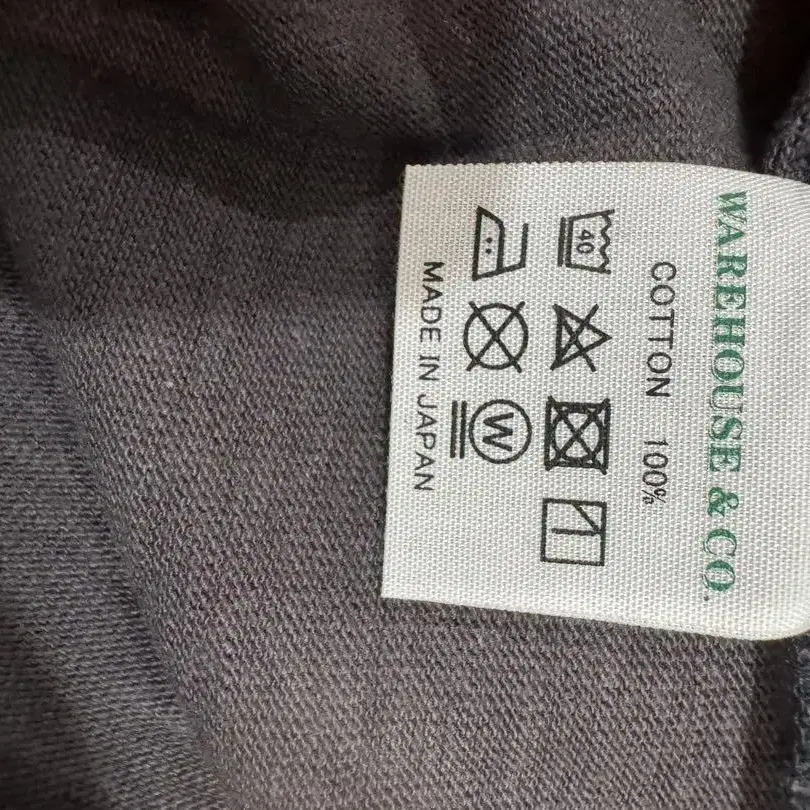 WAREHOUSE & CO.
COTTON 100%
40
W
MADE IN JAPAN